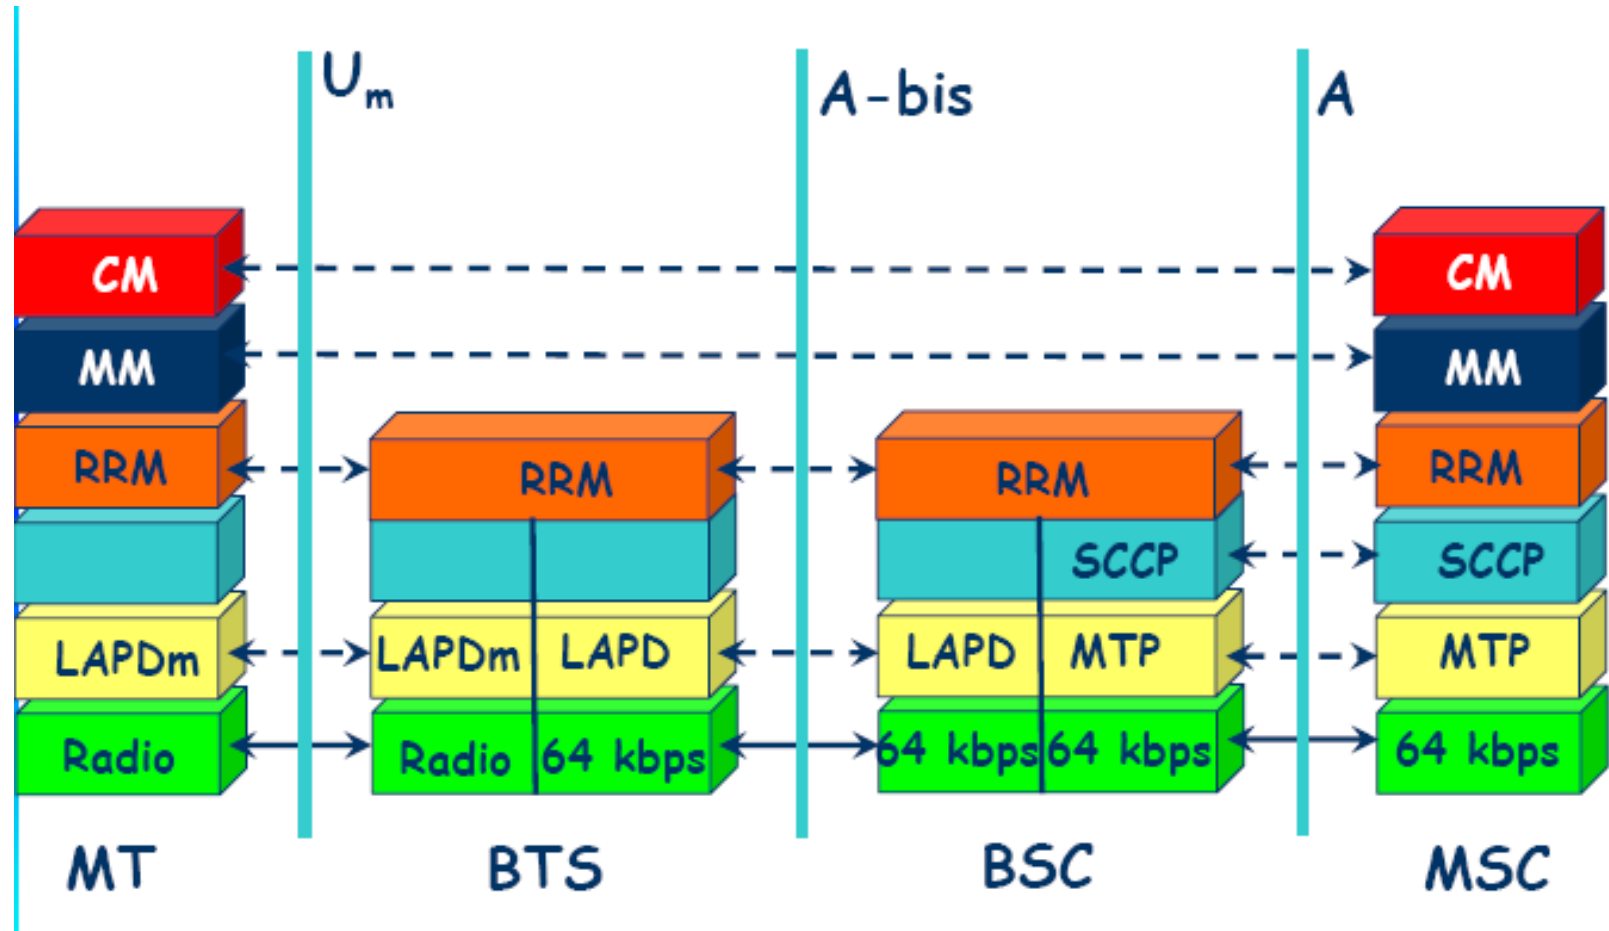 Um
A-bis
A
CM
CM
MM
MM
RRM
RRM
RRM
RRM
SCCP
SCCP
LAPDm
LAPDm
LAPD
LAPD
MTP
MTP
Radio
Radio
64 kbps
64 kbps
64 kbps
64 kbps
MT
BTS
BSC
MSC